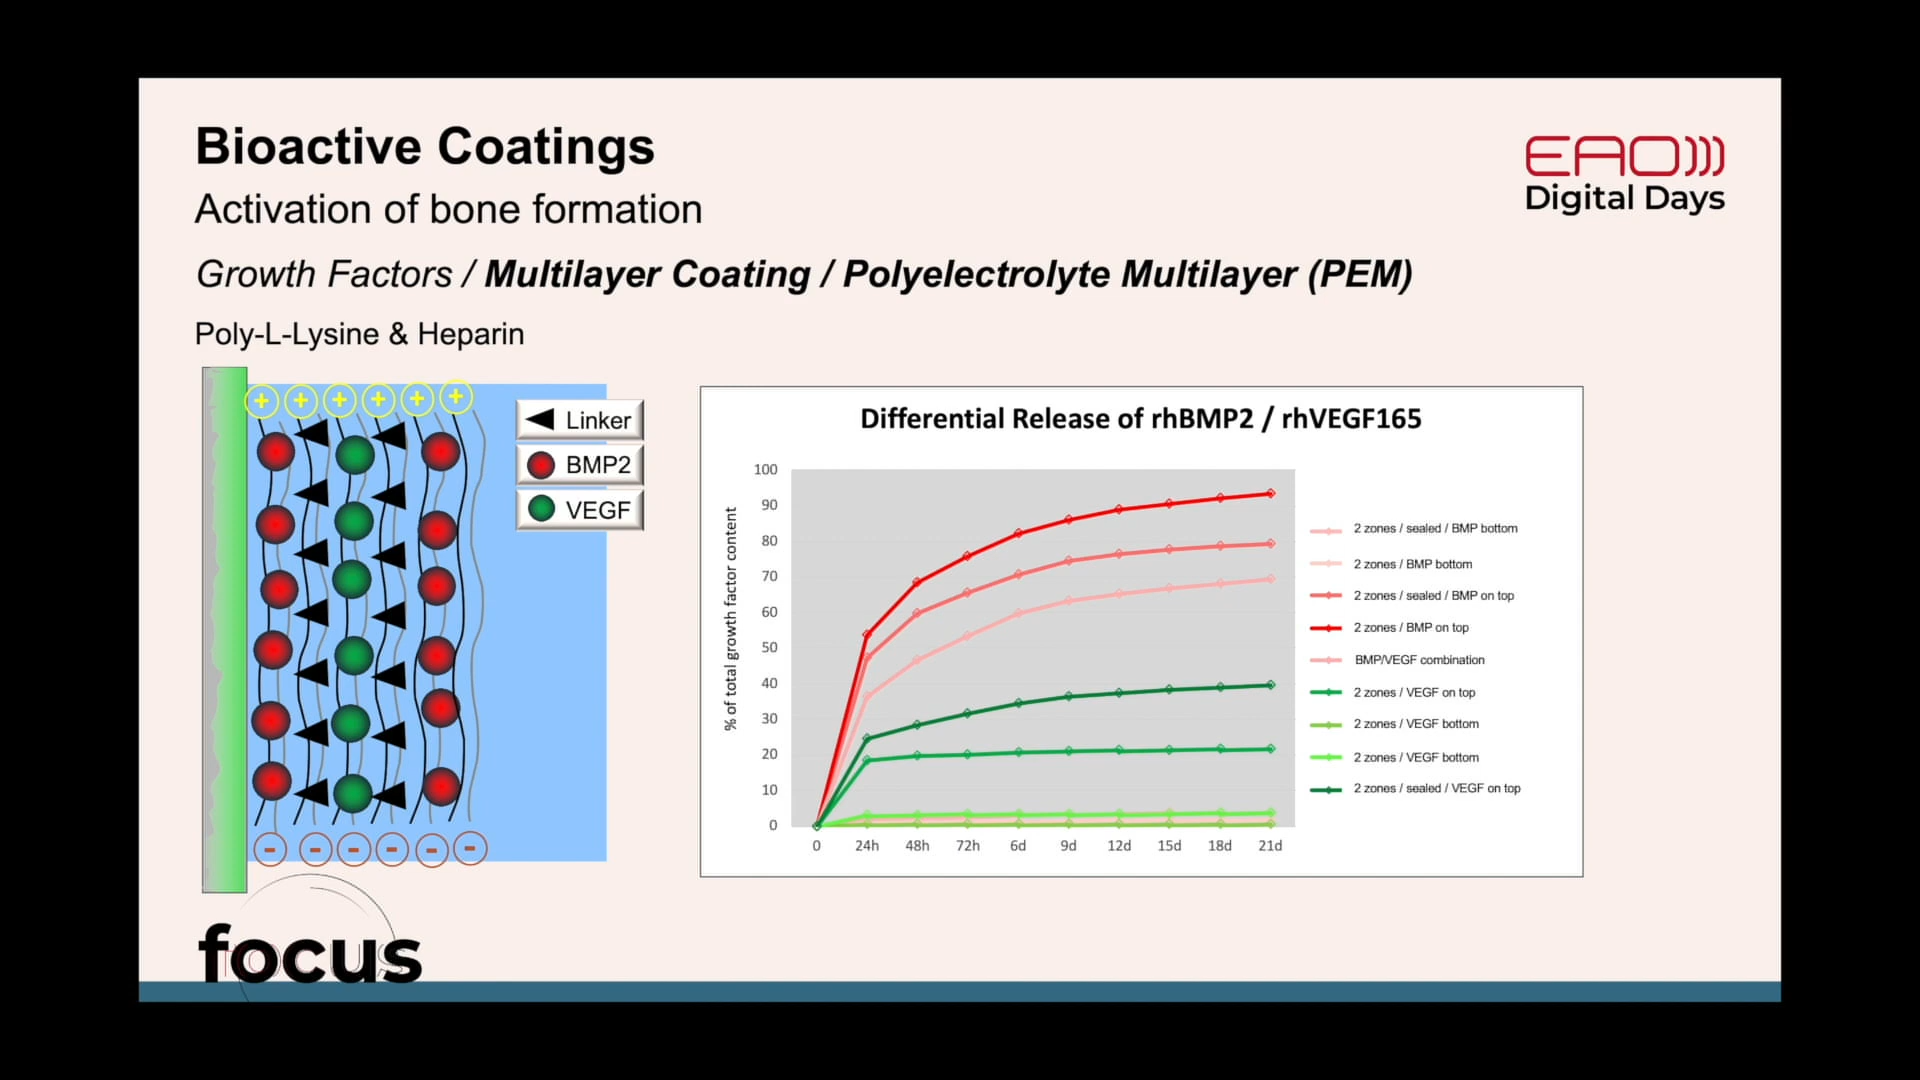 Bioactive Coatings
Activation of bone formation
Growth Factors / Multilayer Coating / Polyelectrolyte Multilayer (PEM)
Poly-L-Lysine & Heparin
EAO)))
Digital Days
+ + + + + +
Linker
BMP2
VEGF
- - - - - -
Differential Release of rhBMP2 / rhVEGF165
% of total growth factor content
100
90
80
70
60
50
40
30
20
10
0
0 24h 48h 72h 6d 9d 12d 15d 18d 21d
2 zones / sealed / BMP bottom
2 zones / BMP bottom
2 zones / sealed / BMP on top
2 zones / BMP on top
BMP/VEGF combination
2 zones / VEGF on top
2 zones / VEGF bottom
2 zones / VEGF bottom
2 zones / sealed / VEGF on top
focus